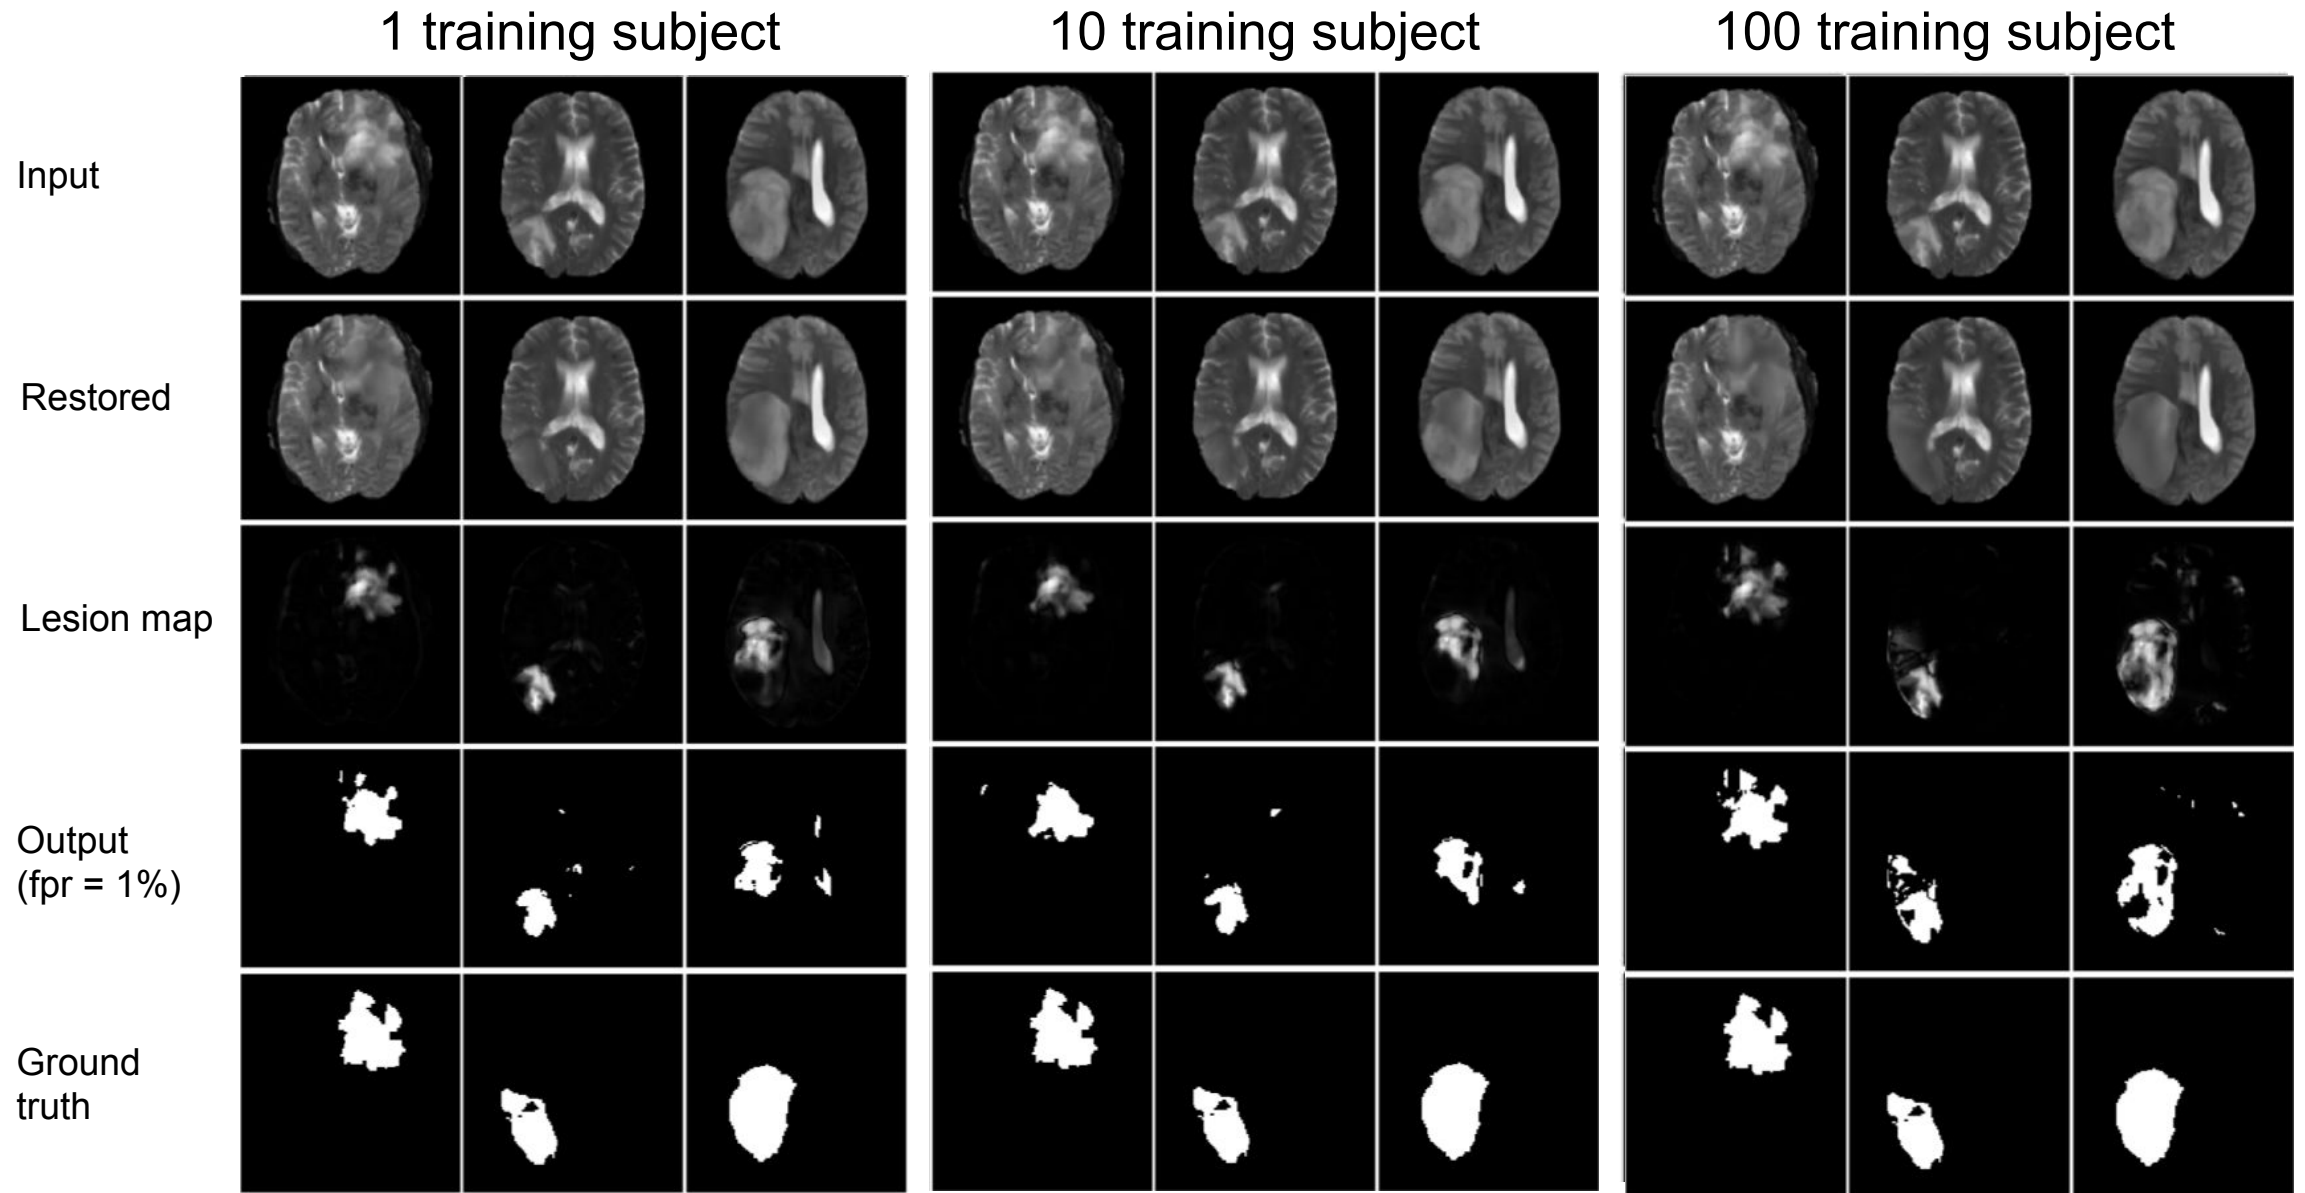 1 training subject
10 training subject
100 training subject
Input
Restored
Lesion map
Output
(fpr = 1%)
Ground
truth